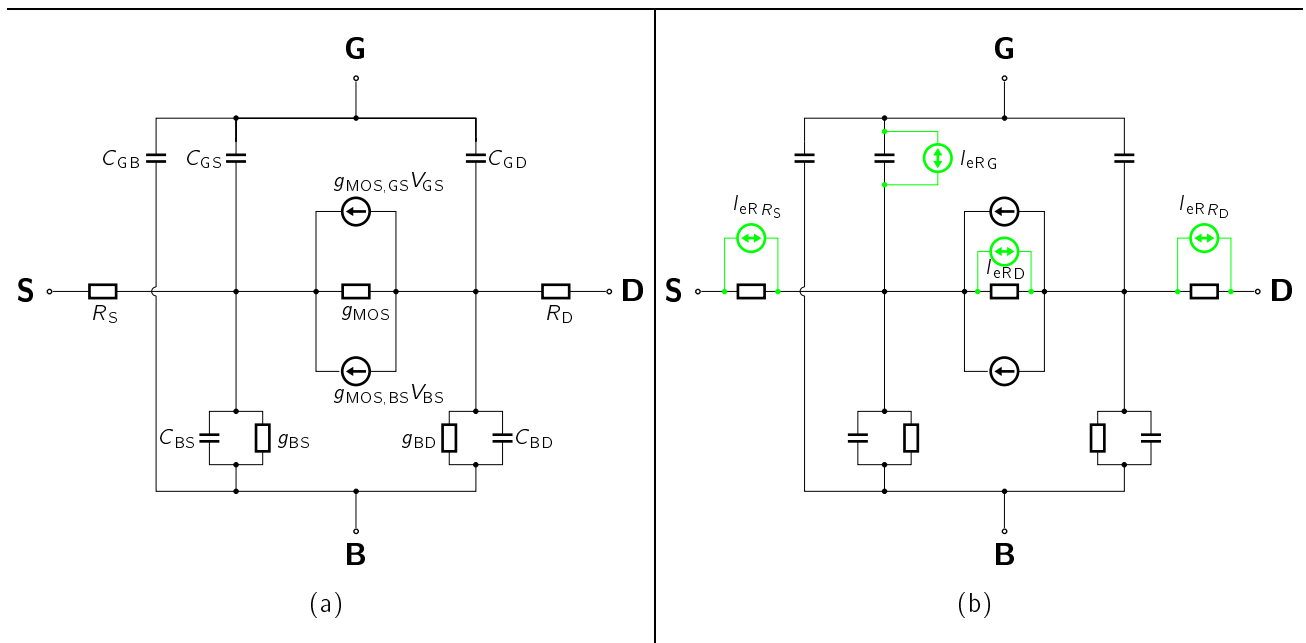 G
C_GB
C_GS
C_GD
g_MOS,GS V_GS
S
D
R_S
g_MOS
R_D
g_MOS,BS V_BS
C_BS
g_BS
g_BD
C_BD
B
(a)
G
I_eRG
I_eR R_S
I_eR R_D
I_eRD
S
D
B
(b)